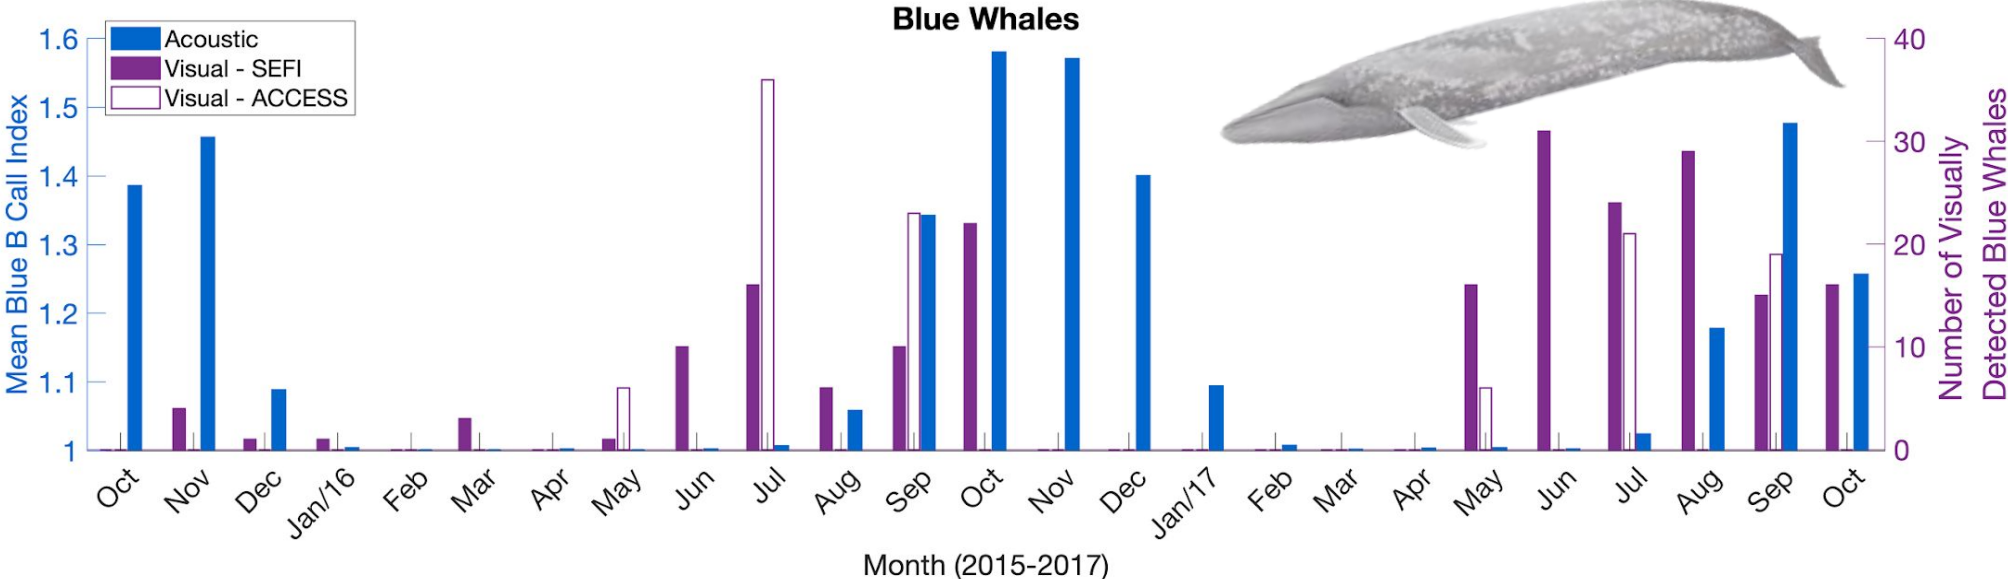 Blue Whales
Acoustic
Visual - SEFI
Visual - ACCESS
Mean Blue B Call Index
1.6
1.5
1.4
1.3
1.2
1.1
1
40
30
20
10
0
Number of Visually
Detected Blue Whales
Oct
Nov
Dec
Jan/16
Feb
Mar
Apr
May
Jun
Jul
Aug
Sep
Oct
Nov
Dec
Jan/17
Feb
Mar
Apr
May
Jun
Jul
Aug
Sep
Oct
Month (2015-2017)